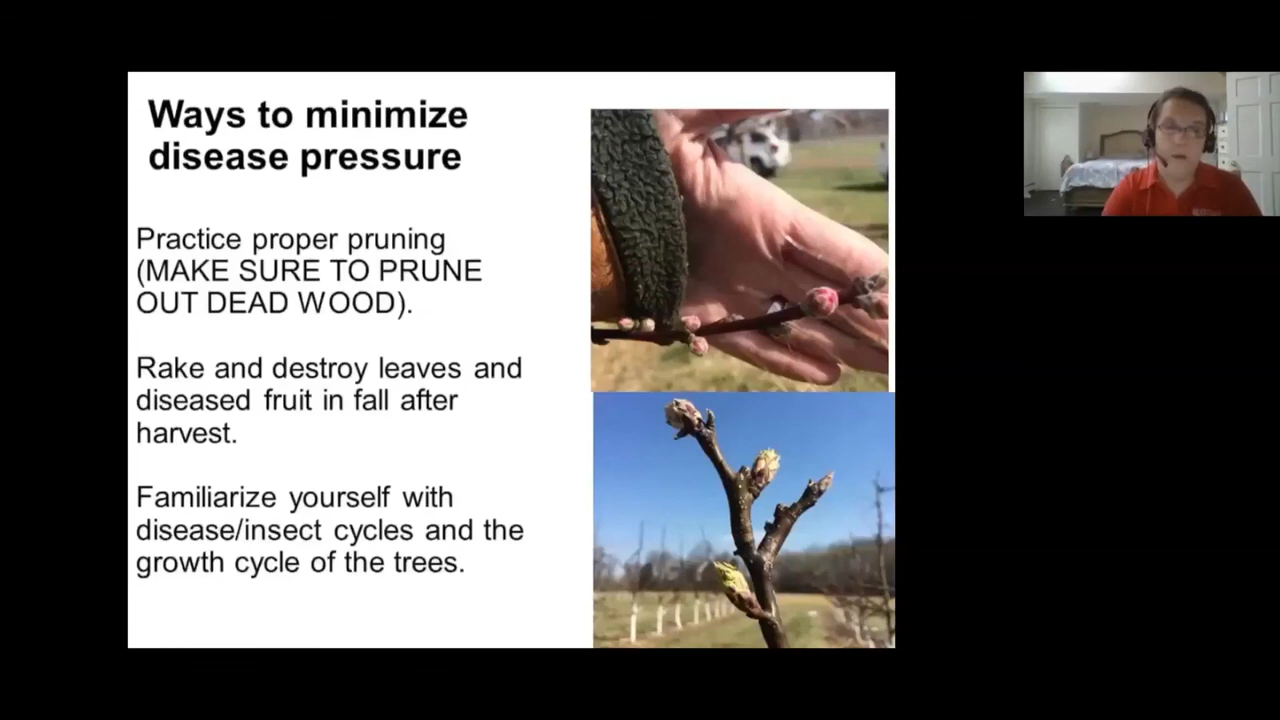 Ways to minimize
disease pressure
Practice proper pruning
(MAKE SURE TO PRUNE
OUT DEAD WOOD).
Rake and destroy leaves and
diseased fruit in fall after
harvest.
Familiarize yourself with
disease/insect cycles and the
growth cycle of the trees.